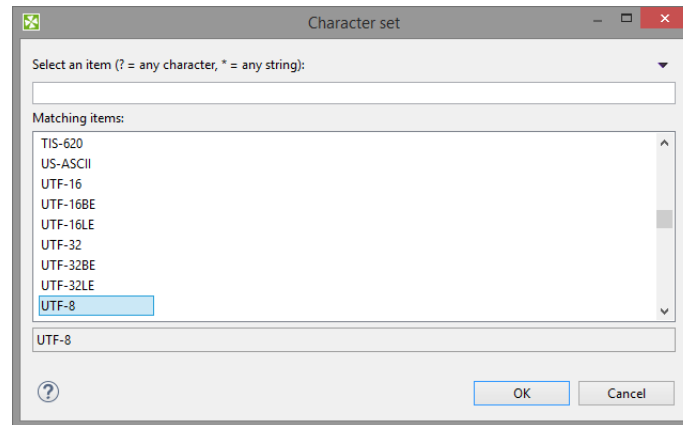 Character set
Select an item (? = any character, * = any string):
Matching items:
TIS-620
US-ASCII
UTF-16
UTF-16BE
UTF-16LE
UTF-32
UTF-32BE
UTF-32LE
UTF-8
UTF-8
OK Cancel